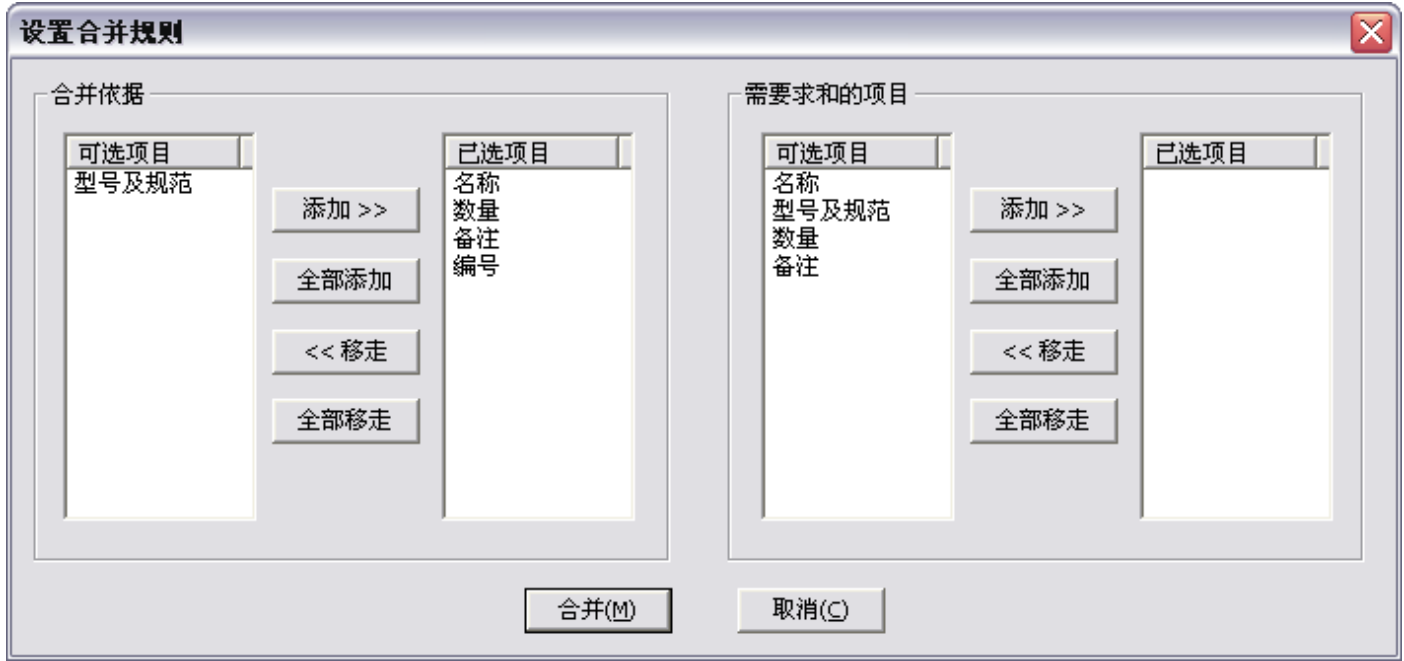 设置合并规则
合并依据
可选项目
型号及规范
添加 >>
全部添加
<< 移走
全部移走
已选项目
名称
数量
备注
编号
需要求和的项目
可选项目
名称
型号及规范
数量
备注
添加 >>
全部添加
<< 移走
全部移走
已选项目
合并(M)
取消(C)